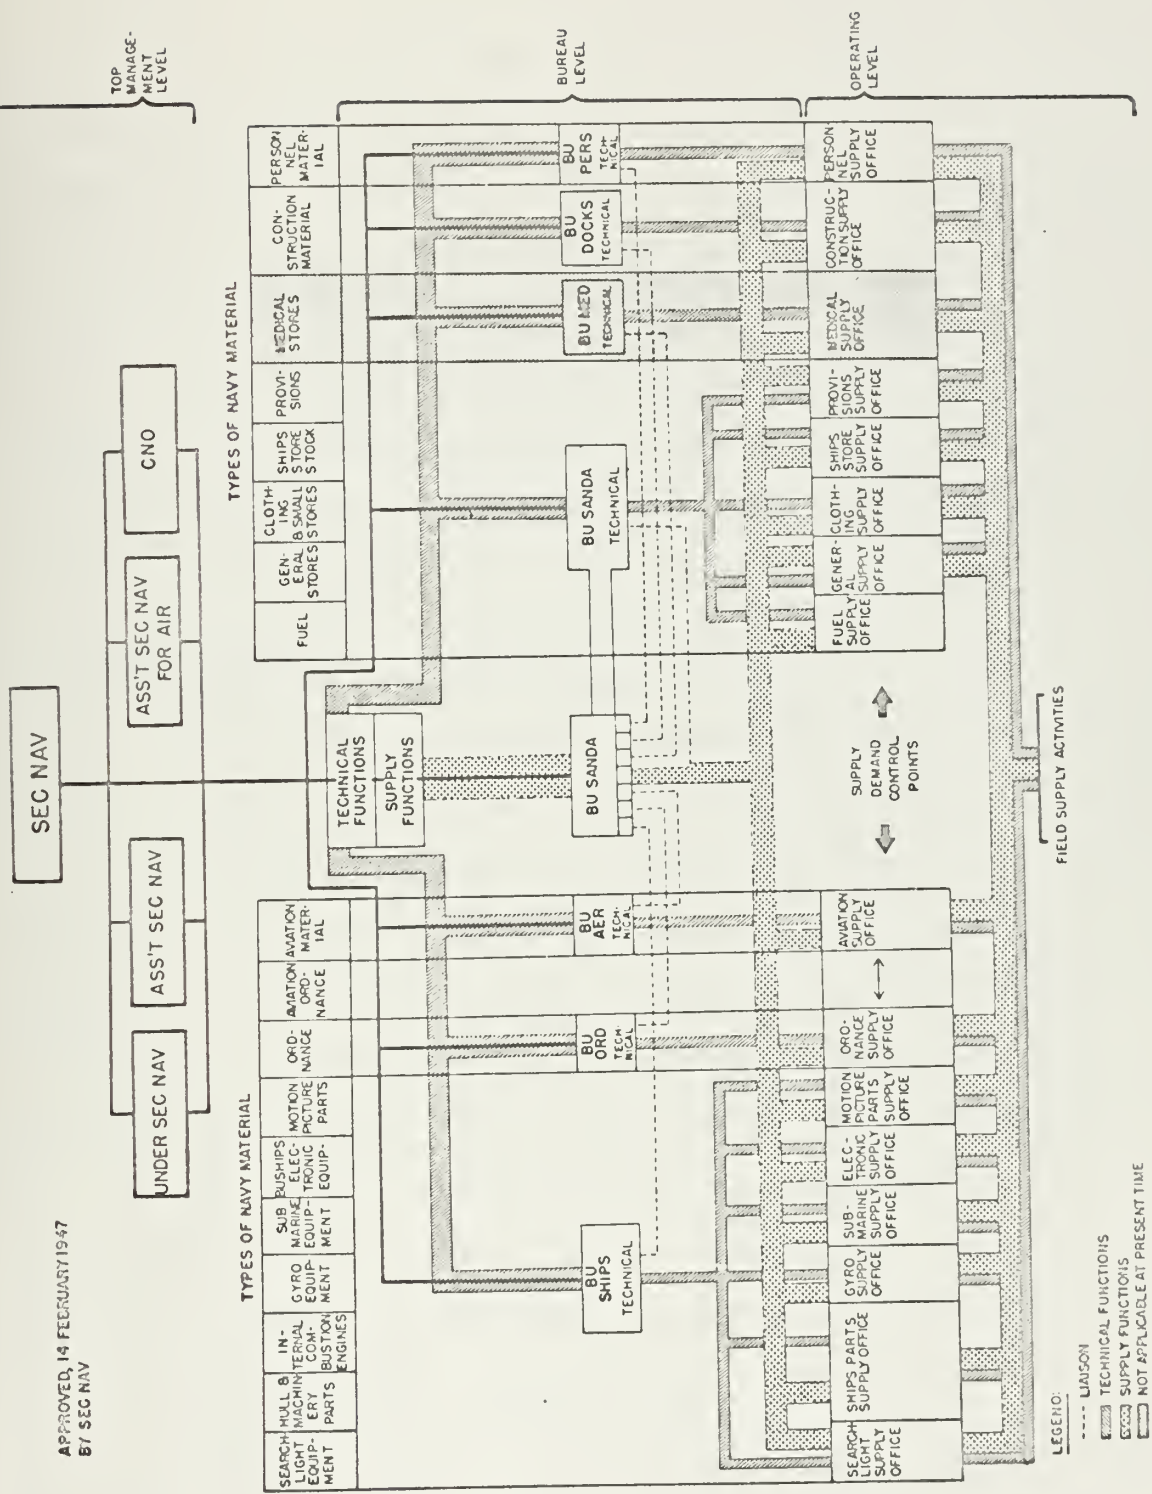 APPROVED, 14 FEBRUARY 1947
BY SEC NAV
SEC NAV
UNDER SEC NAV
ASS'T SEC NAV
ASS'T SEC NAV
FOR AIR
CNO
TOP
MANAGE-
MENT
LEVEL
TYPES OF NAVY MATERIAL
SEARCH
LIGHT
EQUIP-
MENT
HULL &
MACHIN
ERY
PARTS
IN-
TERNAL
COM-
BUSTION
ENGINES
GYRO
EQUIP-
MENT
SUB
MARINE
EQUIP-
MENT
BUSHIPS
ELEC-
TRONIC
EQUIP-
MOTION
PICTURE
PARTS
ORD-
NANCE
AVIATION
ORD-
NANCE
AVIATION
MATER-
IAL
TECHNICAL
FUNCTIONS
SUPPLY
FUNCTIONS
TYPES OF NAVY MATERIAL
FUEL
GEN-
ERAL
STORES
CLOTH-
ING
& SMALL
STORES
SHIPS
STORE
STOCK
PROVI-
SIONS
MEDICAL
STORES
CON-
STRUCTION
MATERIAL
PERSON
NEL
MATER-
IAL
BU
SHIPS
TECHNICAL
BU
ORD
TECH-
NICAL
BU
AER
TECH-
NICAL
BU SANDA
BU SANDA
TECHNICAL
BU MED
TECHNICAL
BU
DOCKS
TECHNICAL
BU
PERS
TECH-
NICAL
BUREAU
LEVEL
SEARCH
LIGHT
SUPPLY
OFFICE
SHIPS PARTS
SUPPLY OFFICE
GYRO
SUPPLY
OFFICE
SUB-
MARINE
SUPPLY
OFFICE
ELEC-
TRONIC
SUPPLY
OFFICE
MOTION
PICTURE
PARTS
SUPPLY
OFFICE
ORD-
NANCE
SUPPLY
OFFICE
AVIATION
SUPPLY
OFFICE
SUPPLY
DEMAND
CONTROL
POINTS
FUEL
SUPPLY
OFFICE
GENER-
AL
SUPPLY
OFFICE
CLOTH-
ING
SUPPLY
OFFICE
SHIPS
STORE
SUPPLY
OFFICE
PROVI-
SIONS
SUPPLY
OFFICE
MEDICAL
SUPPLY
OFFICE
CONSTRUC-
TION SUPPLY
OFFICE
PERSON
NEL
SUPPLY
OFFICE
OPERATING
LEVEL
FIELD SUPPLY ACTIVITIES
LEGEND:
---- LIAISON
TECHNICAL FUNCTIONS
SUPPLY FUNCTIONS
NOT APPLICABLE AT PRESENT TIME